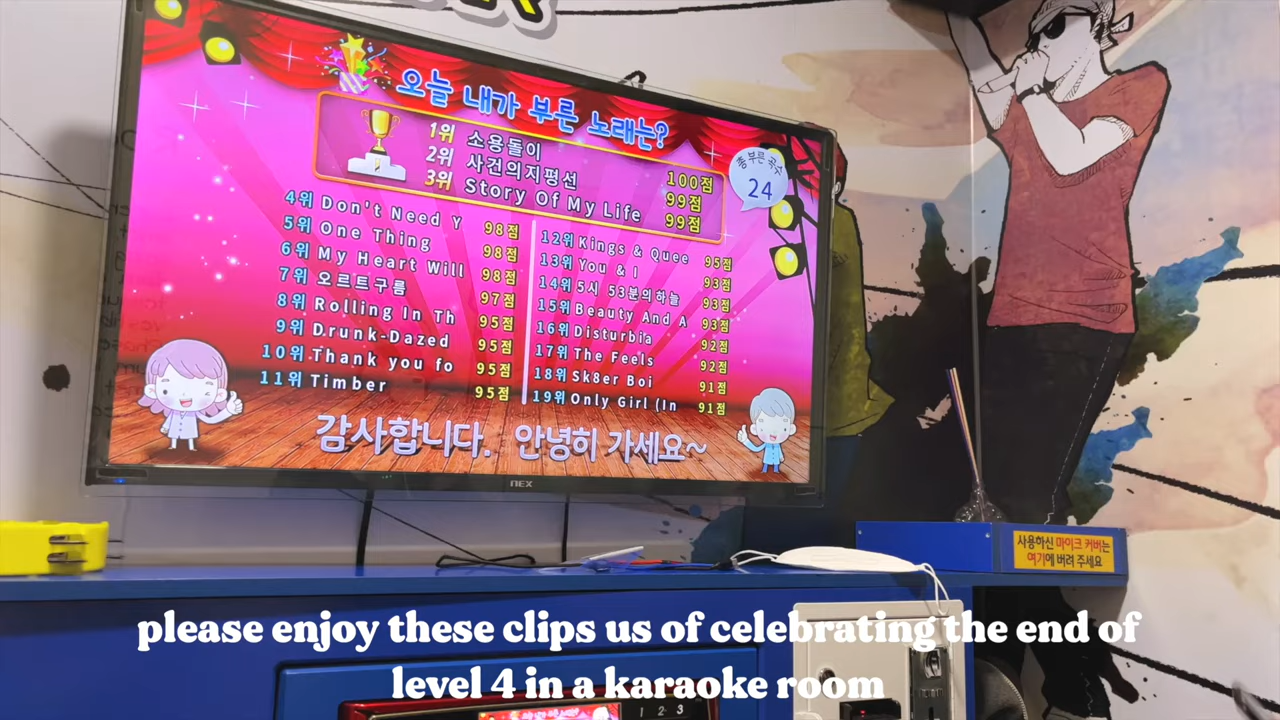 오늘 내가 부른 노래는?
1위 소용돌이 100점
2위 사건의지평선 99점
3위 Story Of My Life 99점
총 부른 곡수
24
4위 Don't Need Y 98점
5위 One Thing 98점
6위 My Heart Will 98점
7위 오르트구름 97점
8위 Rolling In Th 95점
9위 Drunk-Dazed 95점
10위 Thank you fo 95점
11위 Timber 95점
12위 Kings & Quee 95점
13위 You & I 93점
14위 5시 53분의하늘 93점
15위 Beauty And A 93점
16위 Disturbia 92점
17위 The Feels 92점
18위 Sk8er Boi 91점
19위 Only Girl (In 91점
감사합니다. 안녕히 가세요~
nEX
사용하신 마이크 커버는
여기에 버려 주세요
please enjoy these clips us of celebrating the end of
level 4 in a karaoke room
1 2 3